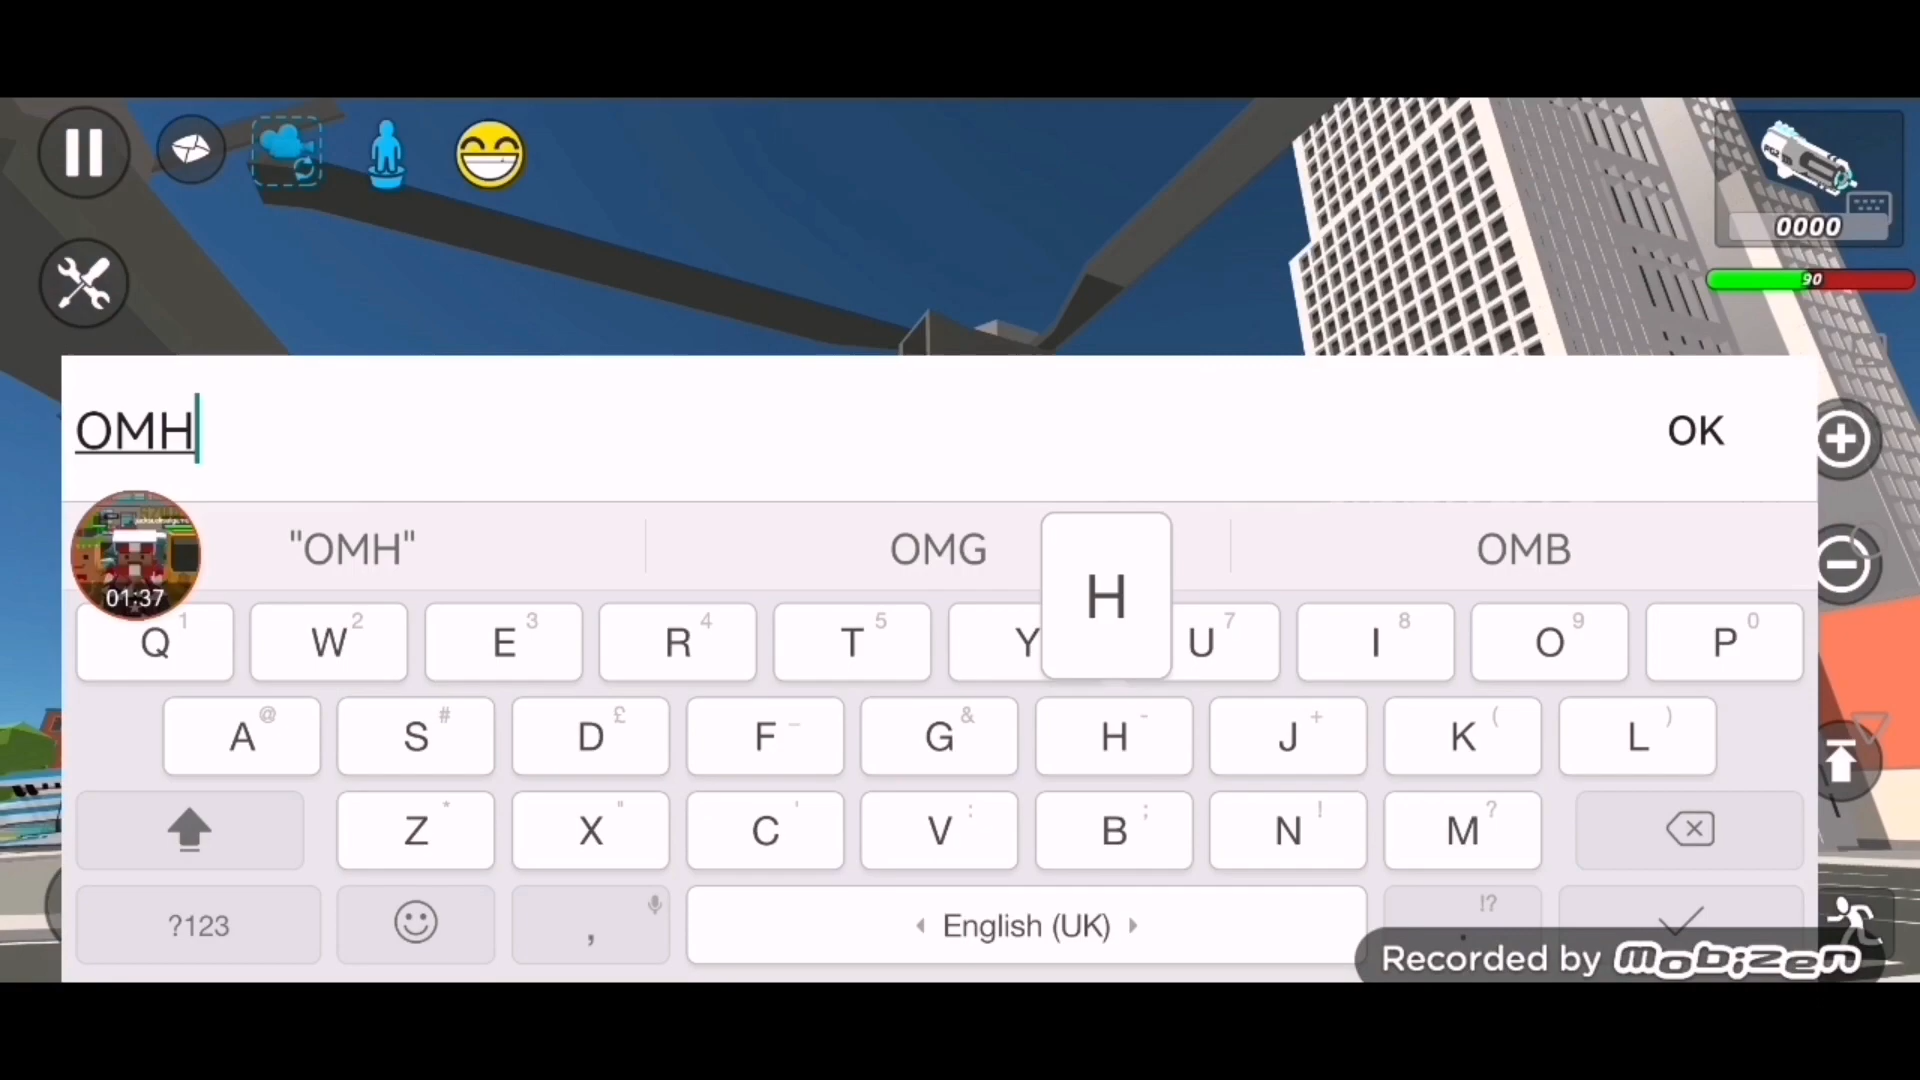 0000
90
OMH
OK
01:37
"OMH"
OMG
OMB
H
Q 1
W 2
E 3
R 4
T 5
Y
U 7
I 8
O 9
P 0
A @
S #
D £
F _
G &
H -
J +
K (
L )
Z *
X "
C '
V :
B ;
N !
M ?
?123
,
English (UK)
!?
.
Recorded by mobizen